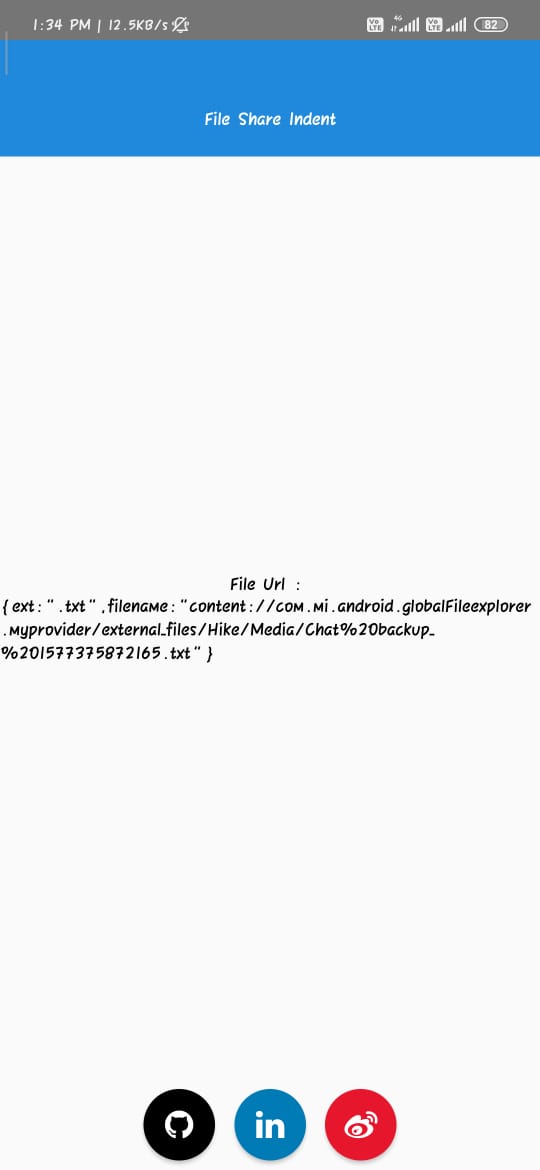 1:34 PM | 12.5KB/s
Vo LTE 4G Vo LTE 82
File Share Indent
File Url :
{ext:".txt",filename:"content://com.mi.android.globalFileexplorer
.myprovider/external_files/Hike/Media/Chat%20backup_
%201577375872165.txt"}
in